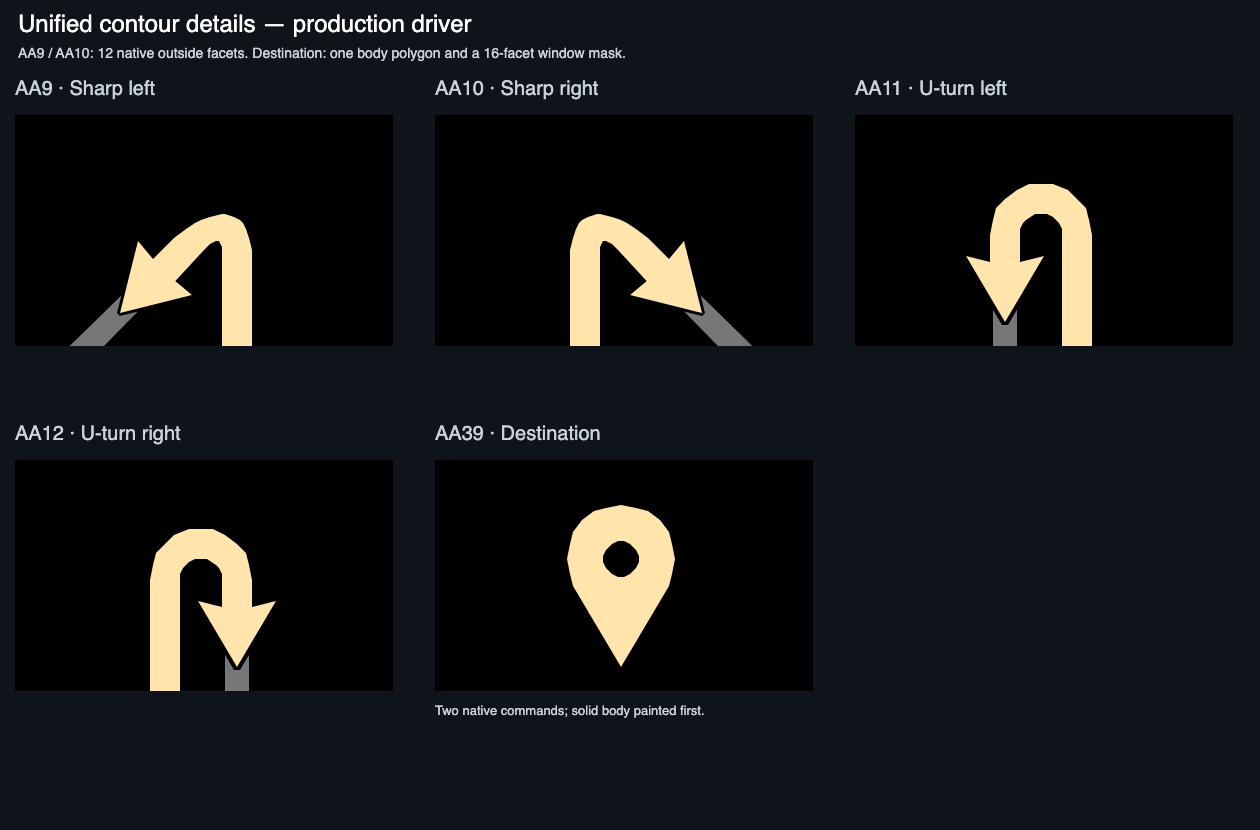 Unified contour details — production driver
AA9 / AA10: 12 native outside facets. Destination: one body polygon and a 16-facet window mask.
AA9 · Sharp left
AA10 · Sharp right
AA11 · U-turn left
AA12 · U-turn right
AA39 · Destination
Two native commands; solid body painted first.